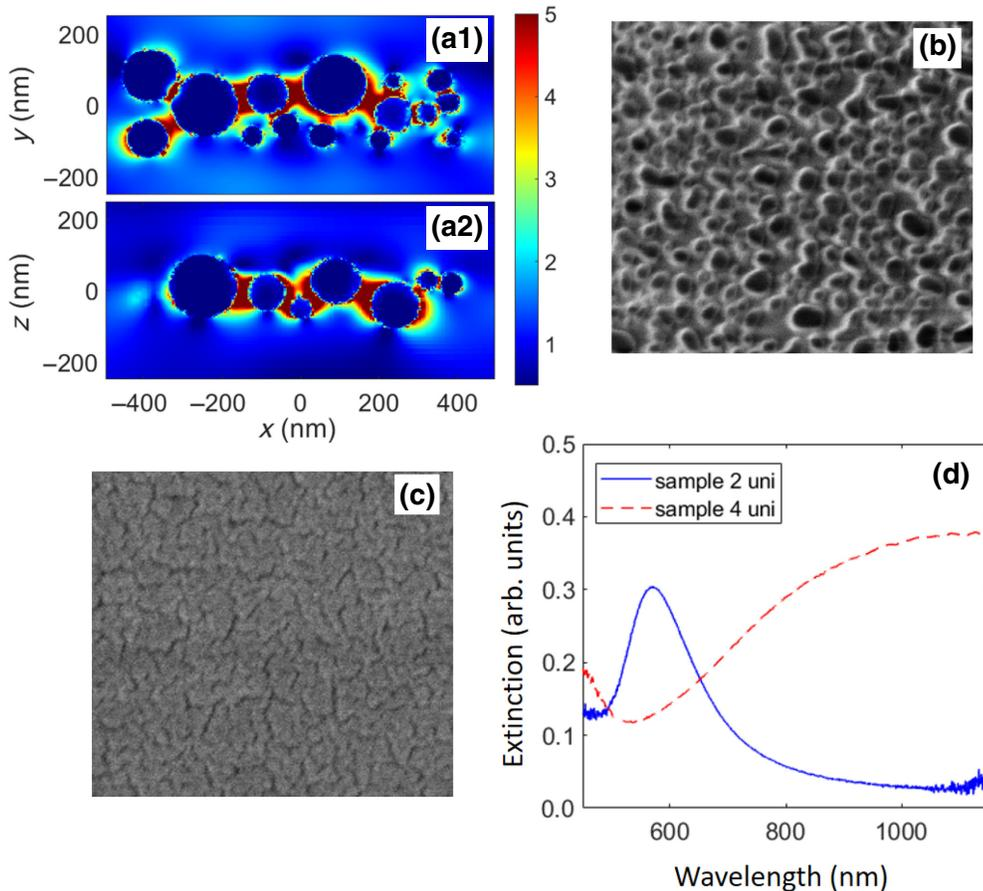 (a1)
200
0
–200
y (nm)
(a2)
200
0
–200
z (nm)
–400 –200 0 200 400
x (nm)
5
4
3
2
1
(b)
(c)
(d)
0.5
0.4
0.3
0.2
0.1
0.0
Extinction (arb. units)
sample 2 uni
sample 4 uni
600 800 1000
Wavelength (nm)